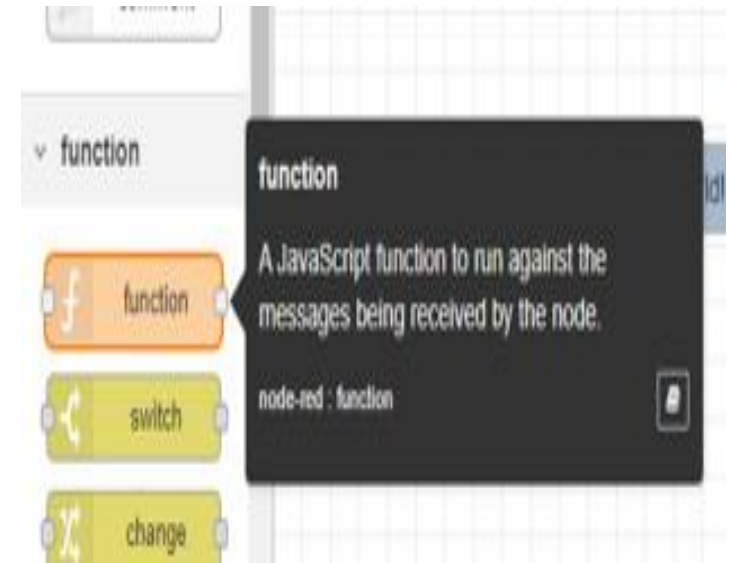 comment
function
function
A JavaScript function to run against the
messages being received by the node.
node-red : function
function
switch
change